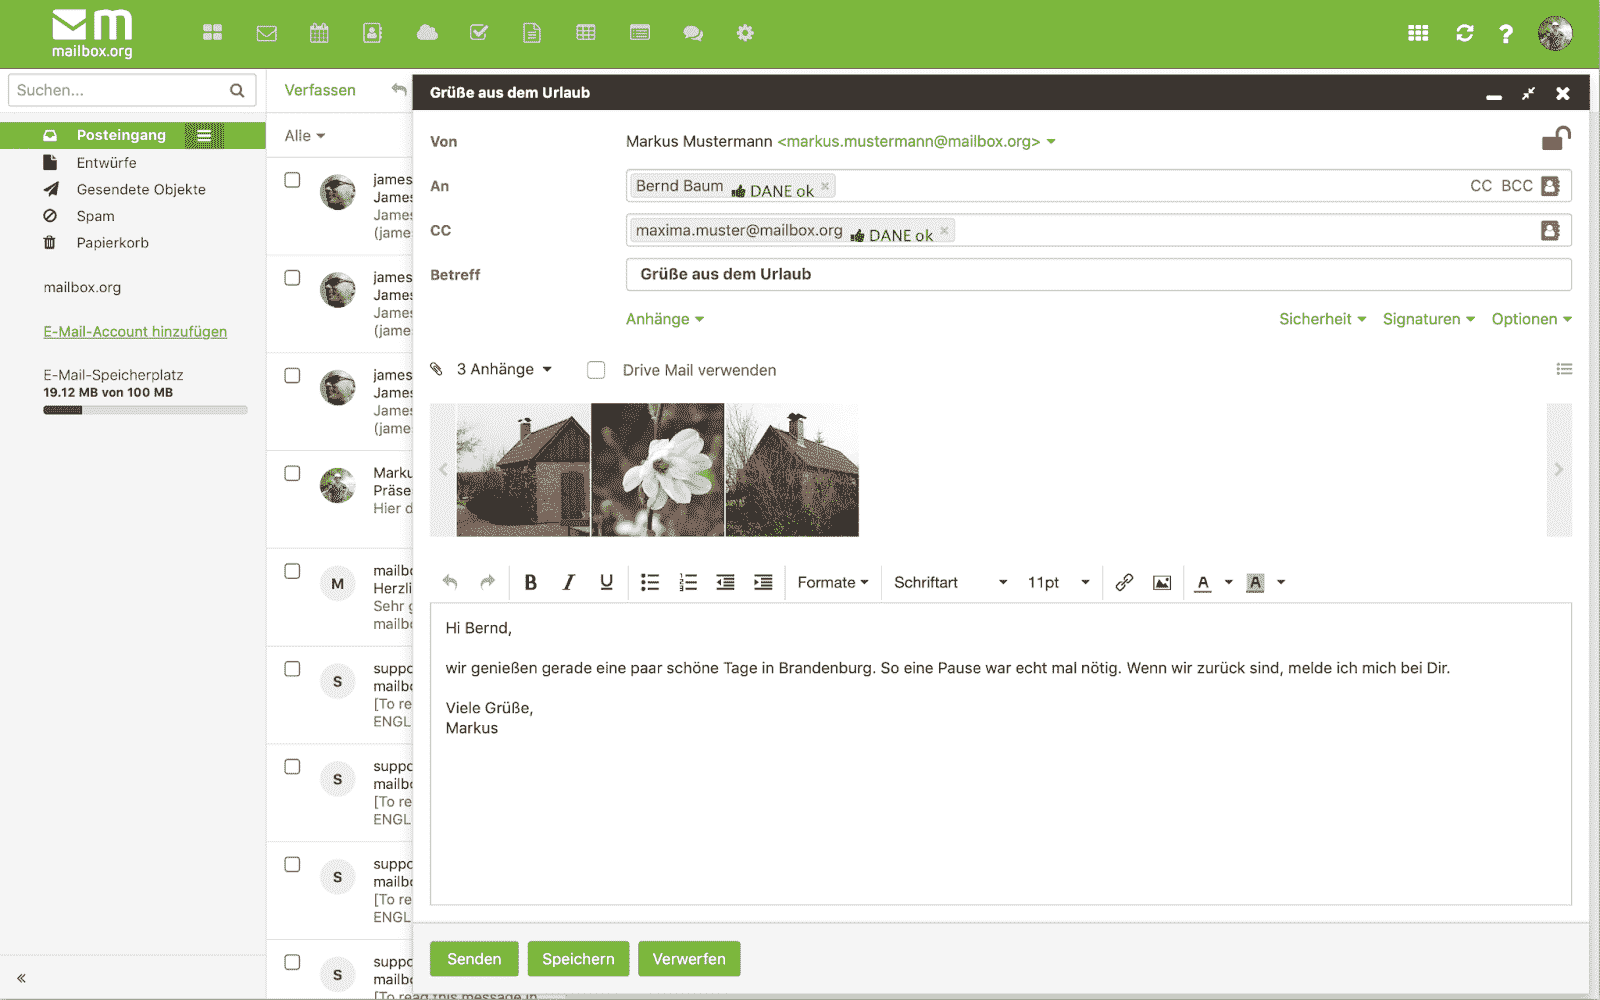 mailbox.org
Suchen...
Posteingang
Entwürfe
Gesendete Objekte
Spam
Papierkorb
mailbox.org
E-Mail-Account hinzufügen
E-Mail-Speicherplatz
19.12 MB von 100 MB
Verfassen
Alle
james
James
James
(jame
james
James
James
(jame
james
James
James
(jame
Marku
Präse
Hier d
M
mailbo
Herzli
Sehr g
mailbo
S
suppo
mailbo
[To re
ENGL
S
suppo
mailbo
[To re
ENGL
S
suppo
mailbo
[To re
ENGL
S
suppo
mailbo
[To read this message in
Grüße aus dem Urlaub
Von
Markus Mustermann <markus.mustermann@mailbox.org>
An
Bernd Baum DANE ok ×
CC BCC
CC
maxima.muster@mailbox.org DANE ok ×
Betreff
Grüße aus dem Urlaub
Anhänge
Sicherheit Signaturen Optionen
3 Anhänge
Drive Mail verwenden
B I U Formate Schriftart 11pt A A
Hi Bernd,
wir genießen gerade eine paar schöne Tage in Brandenburg. So eine Pause war echt mal nötig. Wenn wir zurück sind, melde ich mich bei Dir.
Viele Grüße,
Markus
Senden Speichern Verwerfen